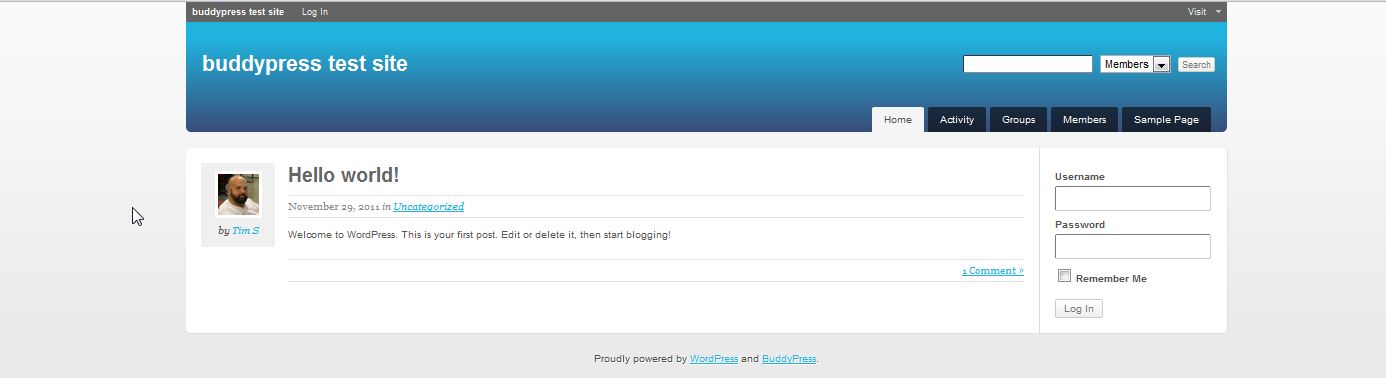 buddypress test site Log In Visit
buddypress test site
Members Search
Home Activity Groups Members Sample Page
Hello world!
November 29, 2011 in Uncategorized
by Tim S
Welcome to WordPress. This is your first post. Edit or delete it, then start blogging!
1 Comment »
Username
Password
Remember Me
Log In
Proudly powered by WordPress and BuddyPress.